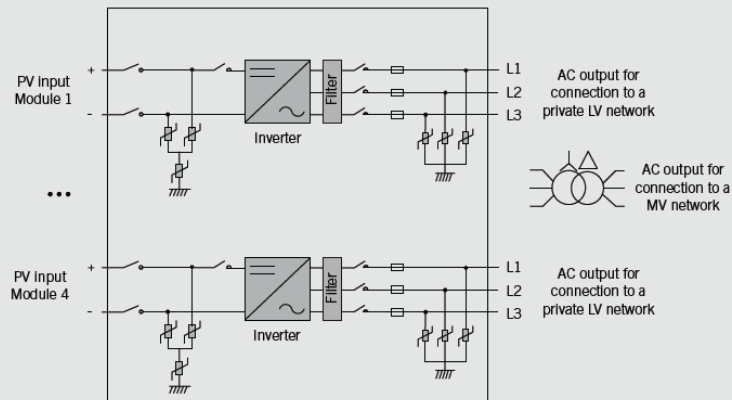 +
PV input
Module 1
-
Inverter
Filter
L1
L2
L3
AC output for
connection to a
private LV network
...
AC output for
connection to a
MV network
+
PV input
Module 4
-
Inverter
Filter
L1
L2
L3
AC output for
connection to a
private LV network